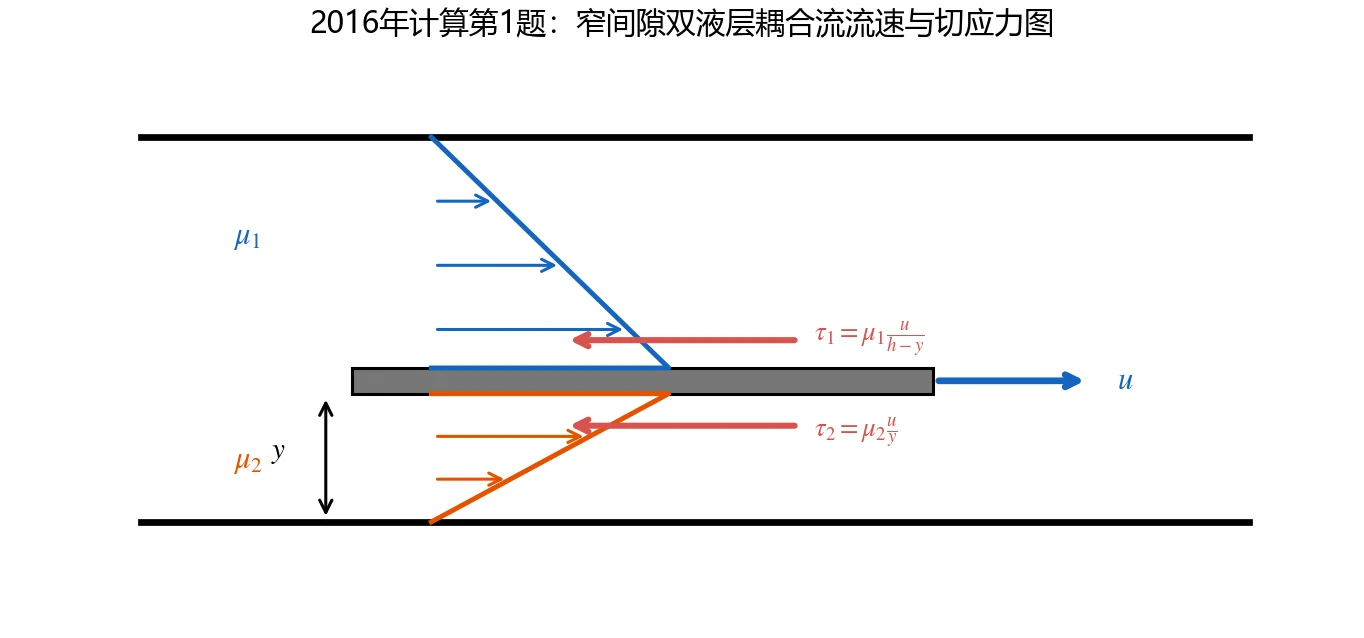 2016年计算第1题：窄间隙双液层耦合流流速与切应力图
μ₁
τ₁ = μ₁ u/(h − y)
u
τ₂ = μ₂ u/y
μ₂ y